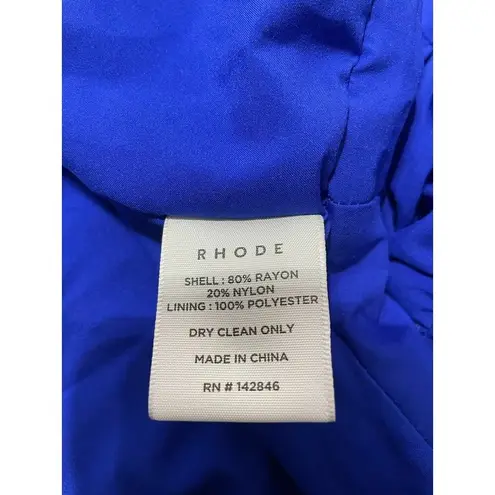 RHODE
SHELL : 80% RAYON
20% NYLON
LINING : 100% POLYESTER
DRY CLEAN ONLY
MADE IN CHINA
RN # 142846